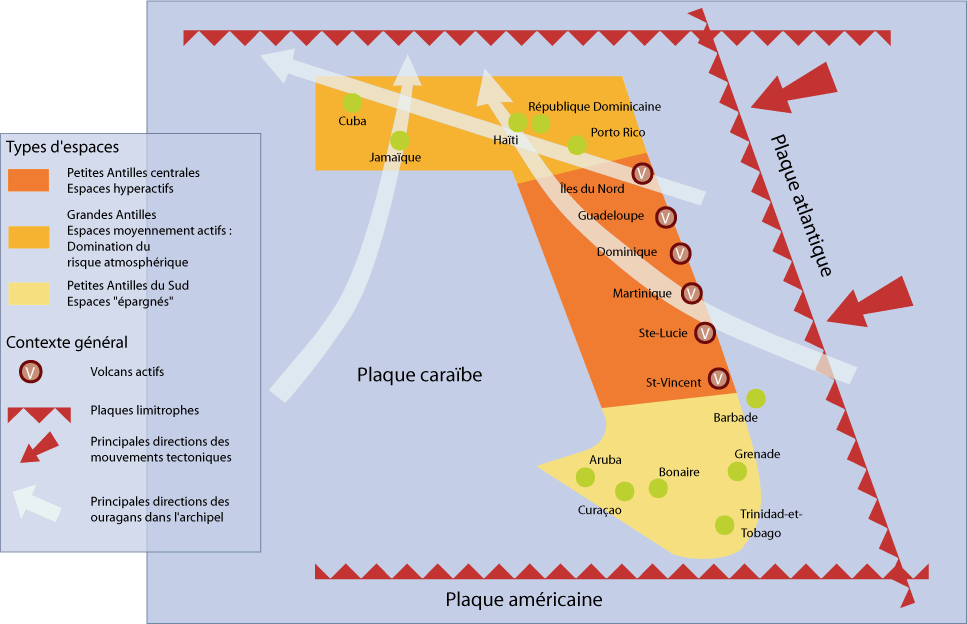 Types d'espaces
Petites Antilles centrales
Espaces hyperactifs
Grandes Antilles
Espaces moyennement actifs :
Domination du
risque atmosphérique
Petites Antilles du Sud
Espaces "épargnés"
Contexte général
V
Volcans actifs
Plaques limitrophes
Principales directions des
mouvements tectoniques
Principales directions des
ouragans dans l'archipel
Cuba
Jamaïque
Haïti
République Dominicaine
Porto Rico
Îles du Nord
V
Guadeloupe
V
Dominique
V
Martinique
V
Ste-Lucie
V
St-Vincent
V
Barbade
Grenade
Aruba
Curaçao
Bonaire
Trinidad-et-
Tobago
Plaque caraïbe
Plaque atlantique
Plaque américaine